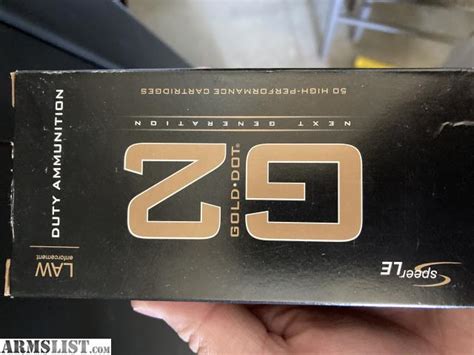 Speer LE
G2
GOLD DOT®
NEXT GENERATION
50 HIGH-PERFORMANCE CARTRIDGES
DUTY AMMUNITION
LAW
enforcement
ARMSLIST.com